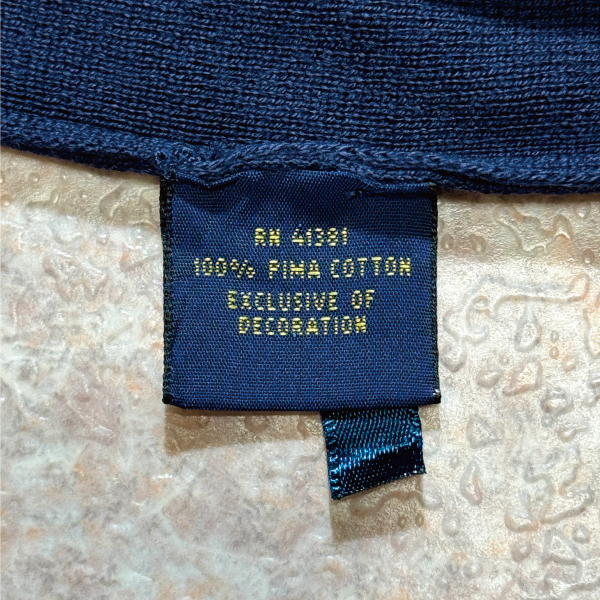 RN 41381
100% PIMA COTTON
EXCLUSIVE OF
DECORATION